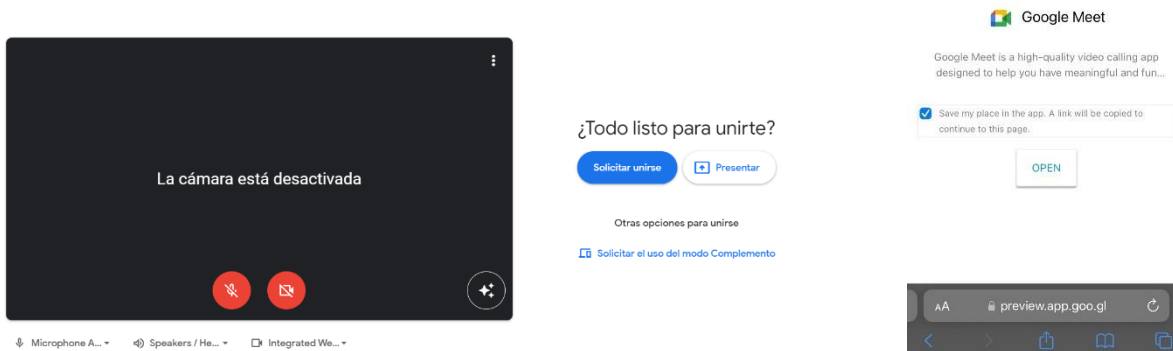 La cámara está desactivada
Microphone A...
Speakers / He...
Integrated We...
¿Todo listo para unirte?
Solicitar unirse
Presentar
Otras opciones para unirse
Solicitar el uso del modo Complemento
Google Meet
Google Meet is a high-quality video calling app
designed to help you have meaningful and fun...
Save my place in the app. A link will be copied to
continue to this page.
OPEN
AA
preview.app.goo.gl